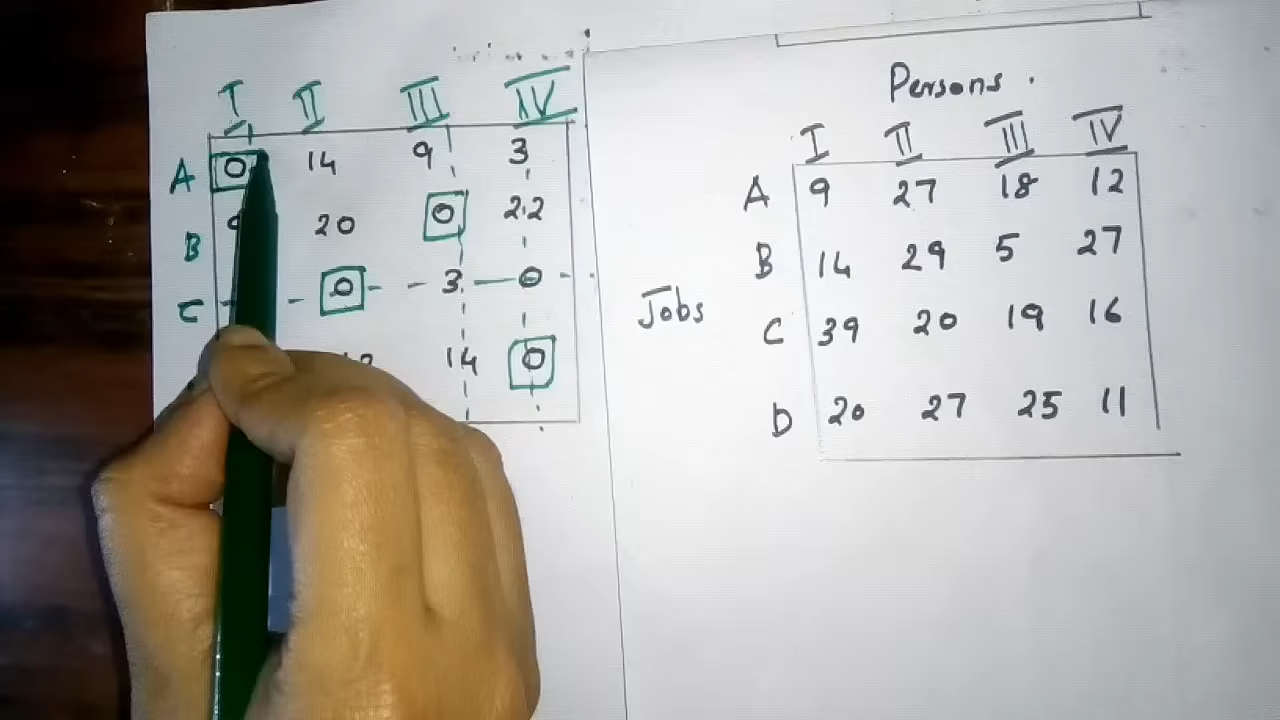 I II III IV
A 0 14 9 3
B 20 0 22
C 0 3 0
14 0
Persons.
I II III IV
A 9 27 18 12
B 14 29 5 27
Jobs
C 39 20 19 16
D 20 27 25 11